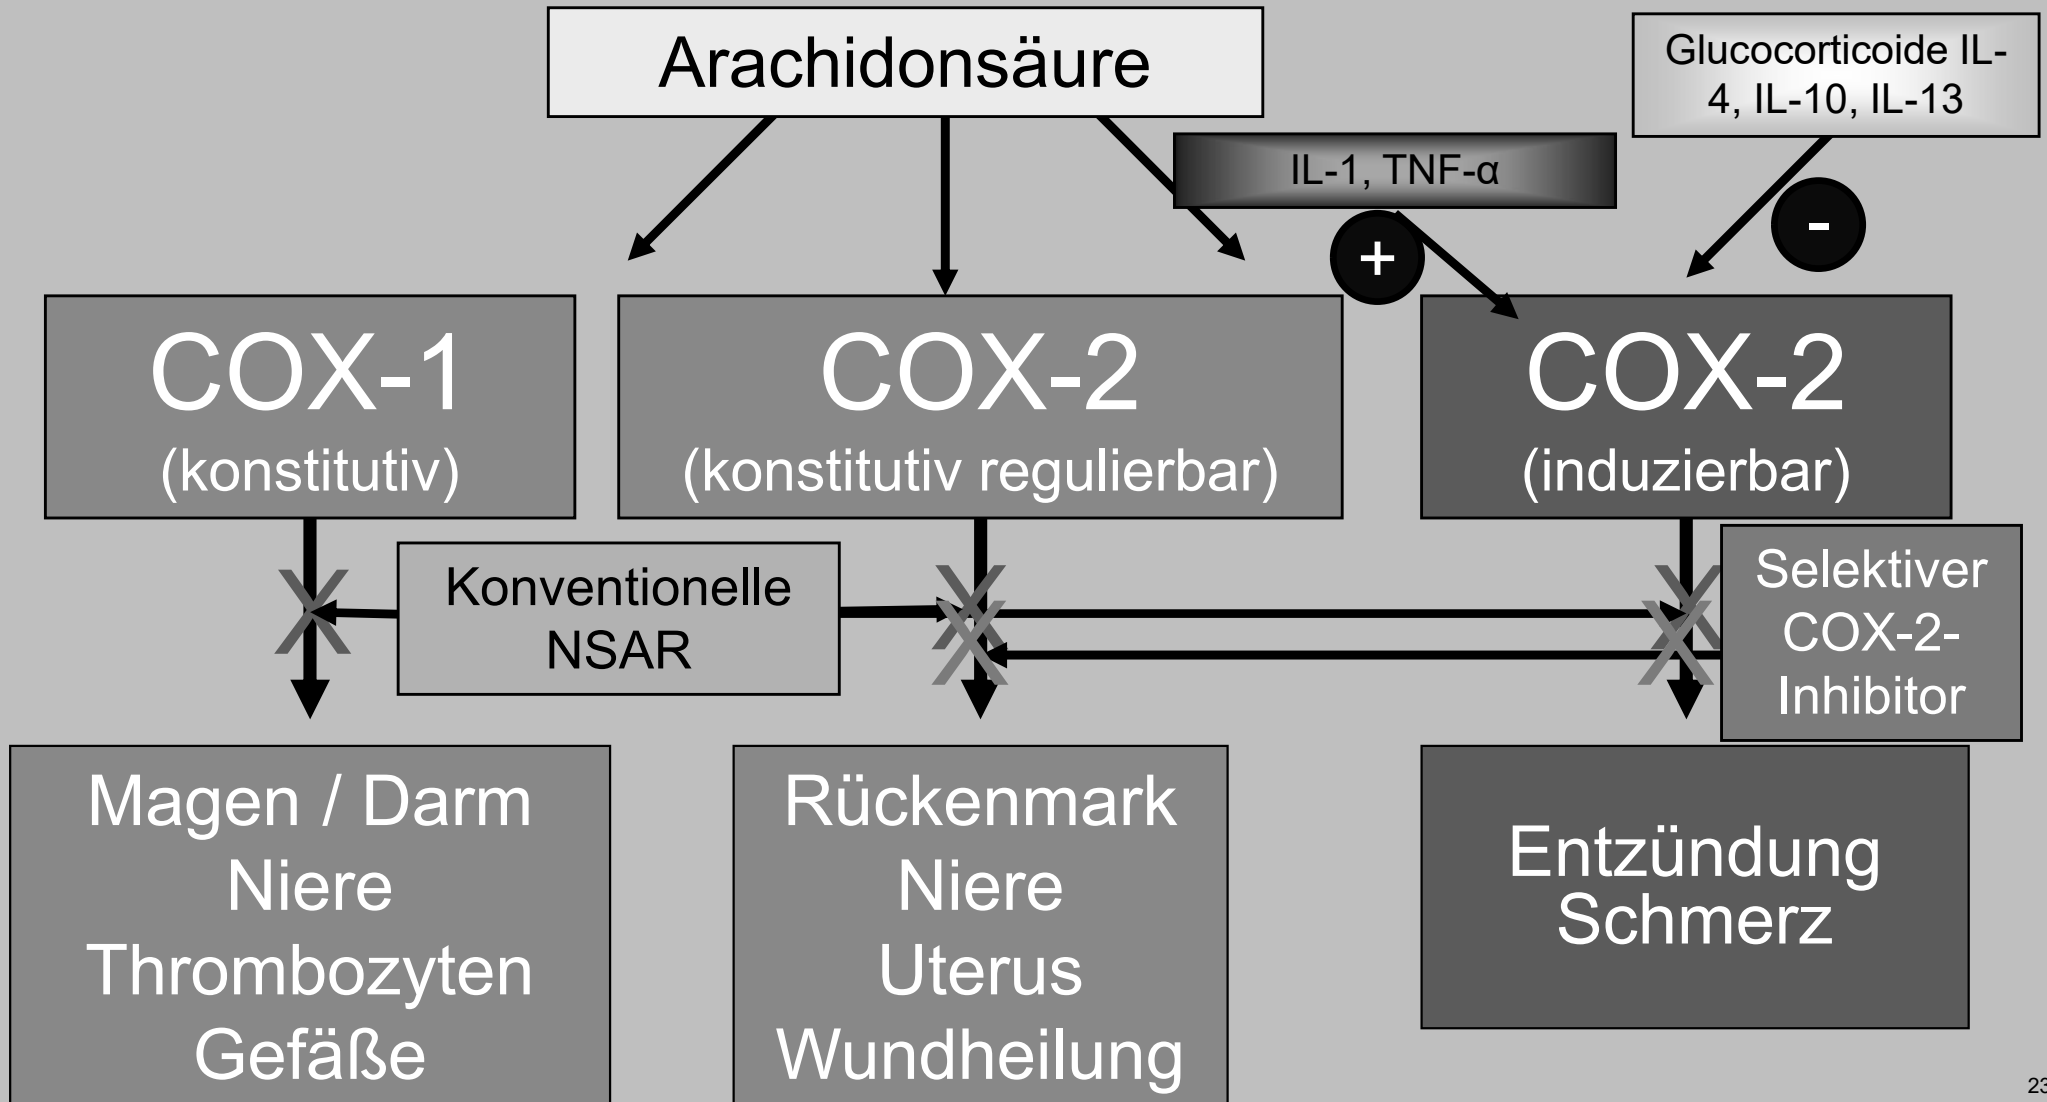 Arachidonsäure
Glucocorticoide IL-
4, IL-10, IL-13
IL-1, TNF-α
+
-
COX-1
(konstitutiv)
COX-2
(konstitutiv regulierbar)
COX-2
(induzierbar)
Konventionelle
NSAR
X
X
X
X
X
Selektiver
COX-2-
Inhibitor
Magen / Darm
Niere
Thrombozyten
Gefäße
Rückenmark
Niere
Uterus
Wundheilung
Entzündung
Schmerz
23